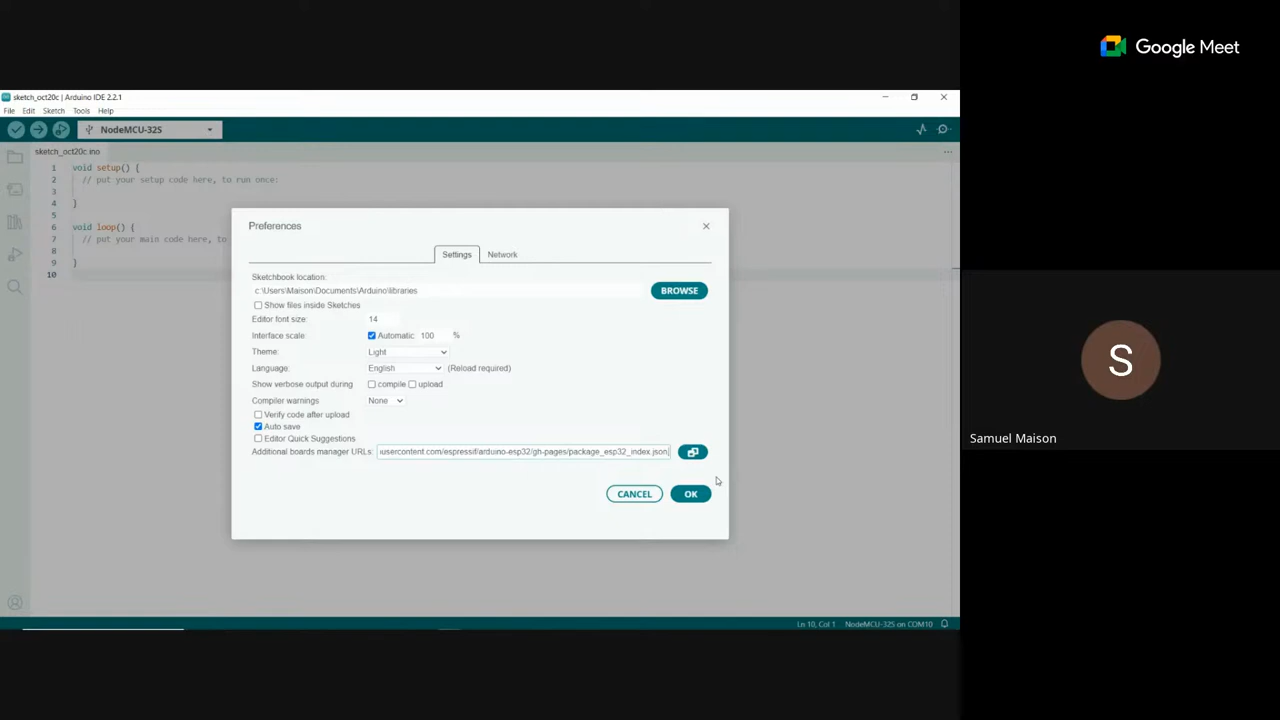 Google Meet
sketch_oct20c | Arduino IDE 2.2.1
File Edit Sketch Tools Help
NodeMCU-32S
sketch_oct20c.ino
1 void setup() {
2 // put your setup code here, to run once:
3
4 }
5
6 void loop() {
7 // put your main code here, to
8
9 }
10
Preferences
Settings Network
Sketchbook location:
c:\Users\Maison\Documents\Arduino\libraries
BROWSE
Show files inside Sketches
Editor font size: 14
Interface scale: Automatic 100 %
Theme: Light
Language: English (Reload required)
Show verbose output during compile upload
Compiler warnings None
Verify code after upload
Auto save
Editor Quick Suggestions
Additional boards manager URLs: usercontent.com/espressif/arduino-esp32/gh-pages/package_esp32_index.json
CANCEL OK
S
Samuel Maison
Ln 10, Col 1 NodeMCU-32S on COM10